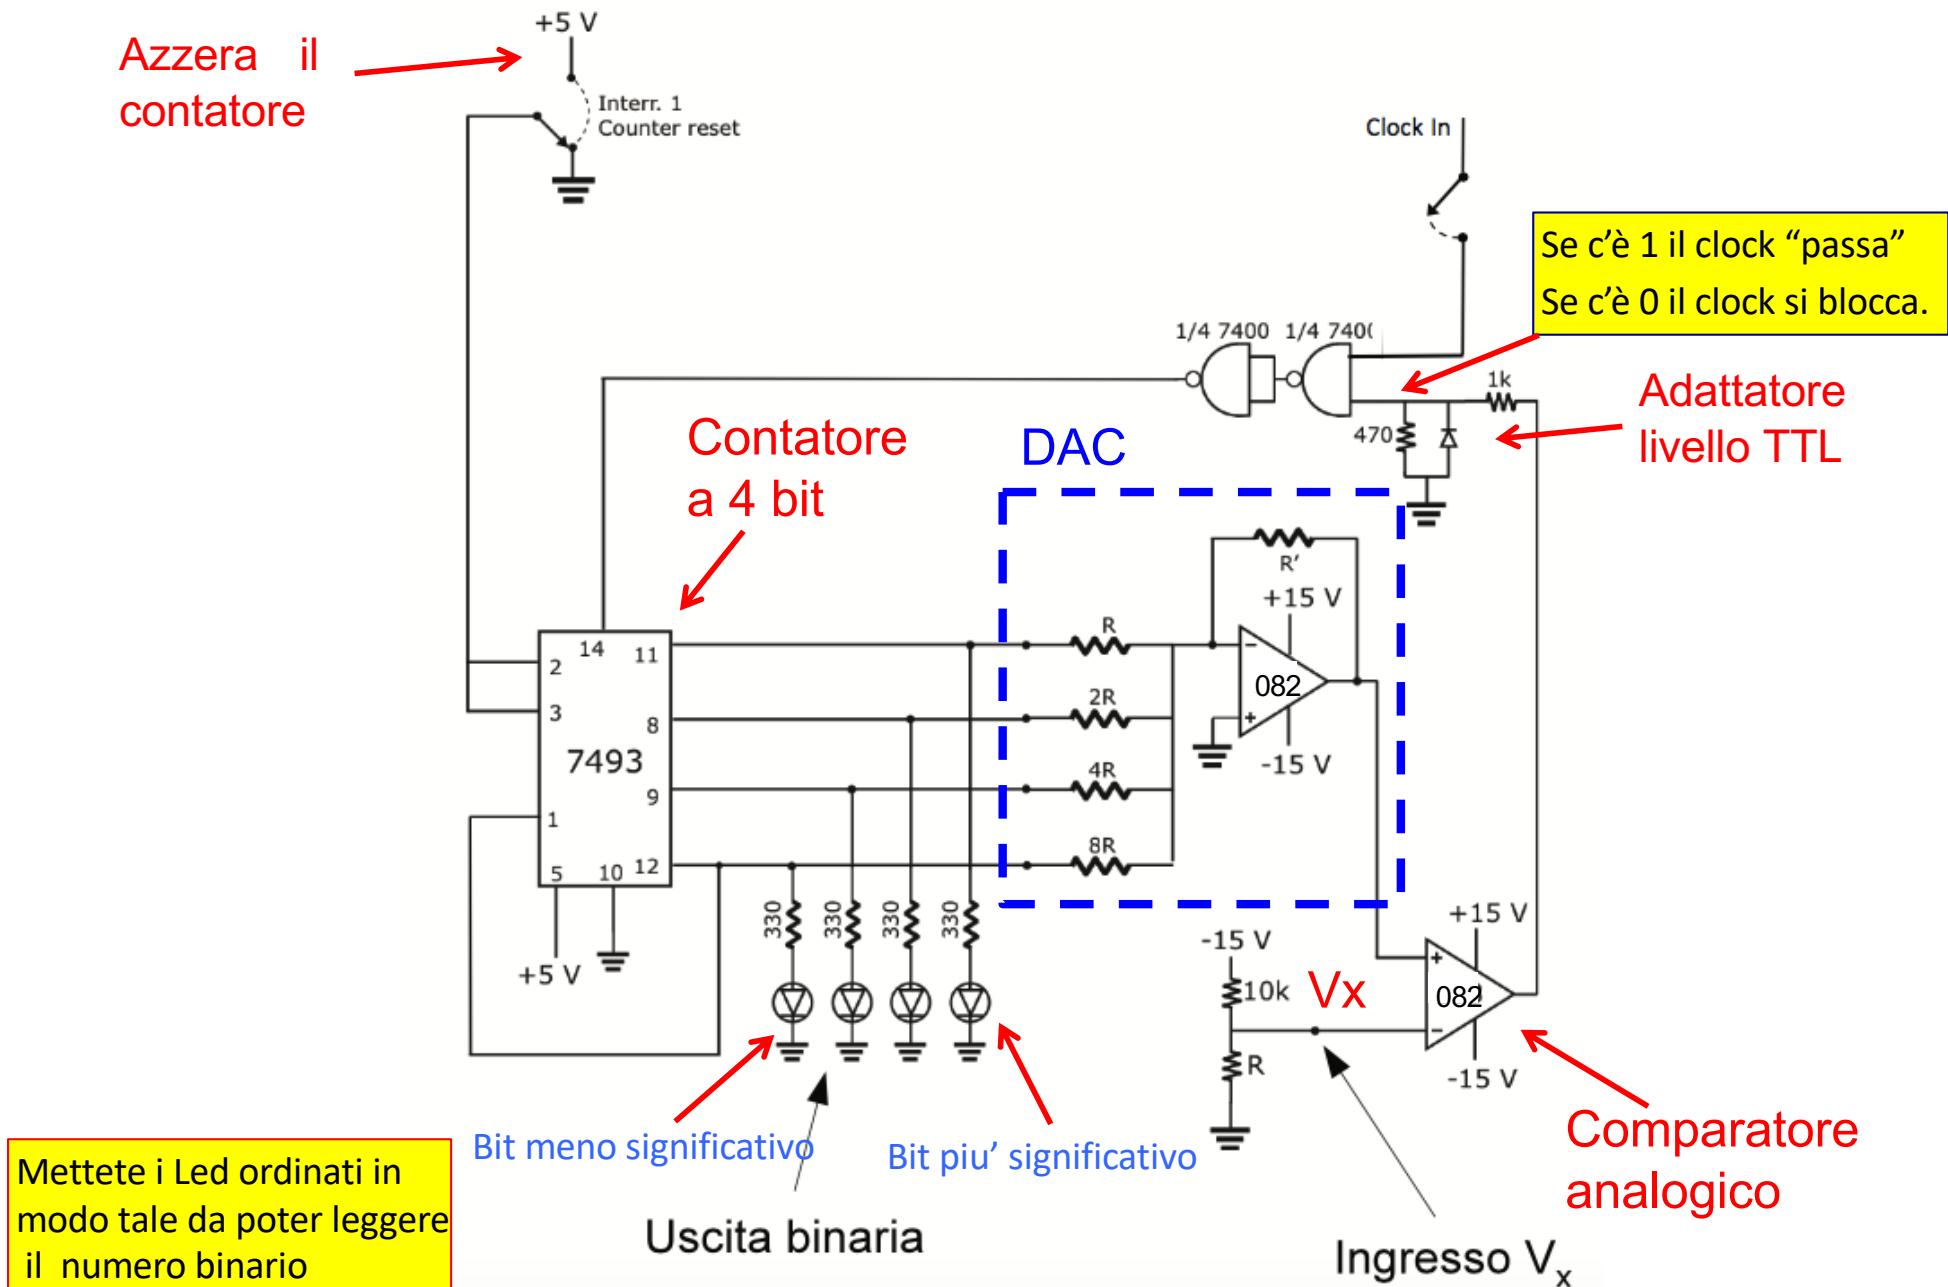 +5 V
Azzera il
contatore
Interr. 1
Counter reset
Clock In
Se c'è 1 il clock “passa”
Se c'è 0 il clock si blocca.
1/4 7400
1/4 740
1k
Adattatore
livello TTL
470
Contatore
a 4 bit
DAC
R'
+15 V
R
14
11
2
3
2R
082
8
-15 V
7493
4R
9
1
8R
5
10
12
330
330
330
330
+5 V
-15 V
+15 V
10k
Vx
082
R
-15 V
Bit meno significativo
Bit piu' significativo
Comparatore
analogico
Mettete i Led ordinati in
modo tale da poter leggere
il numero binario
Uscita binaria
Ingresso Vx